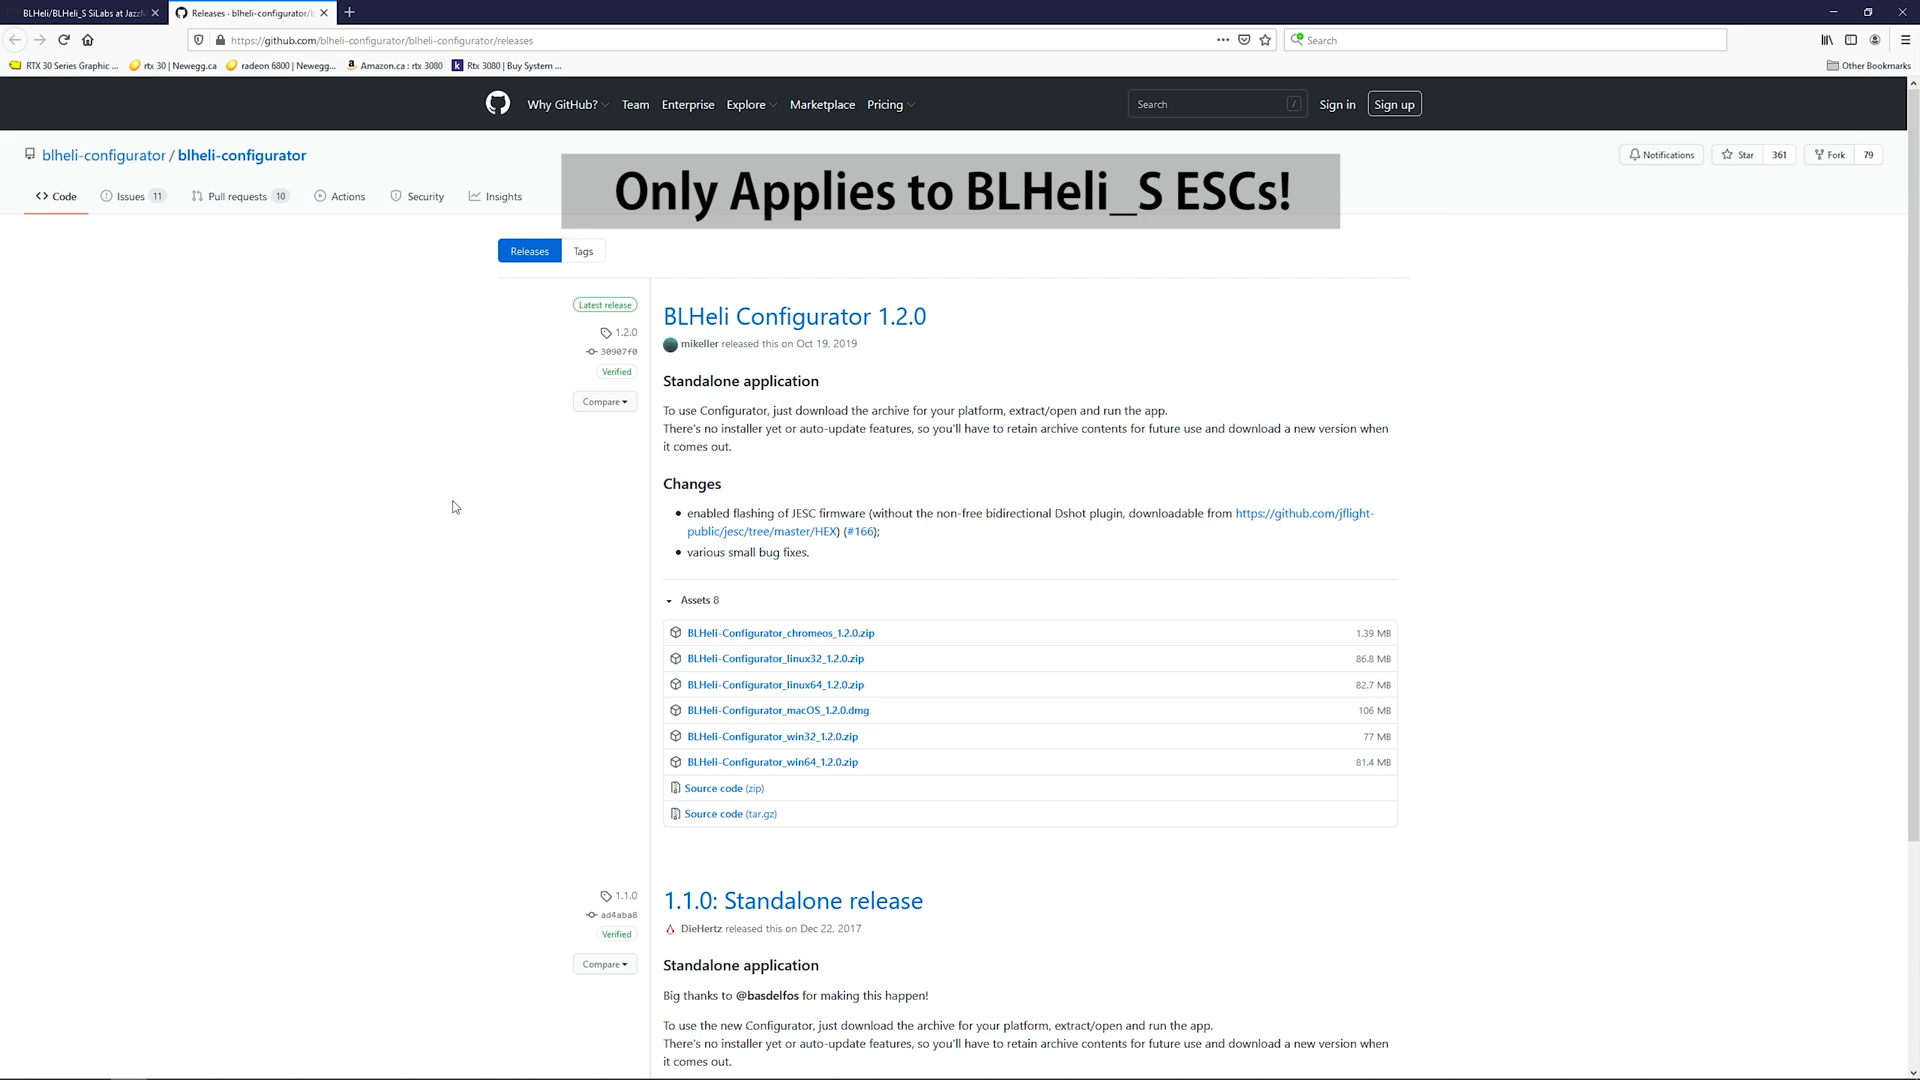 BLHeli/BLHeli_S SiLabs at Jazz
Releases · blheli-configurator/b
https://github.com/blheli-configurator/blheli-configurator/releases
Search
RTX 30 Series Graphic ...
rtx 30 | Newegg.ca
radeon 6800 | Newegg...
Amazon.ca : rtx 3080
Rtx 3080 | Buy System ...
Other Bookmarks
Why GitHub?
Team
Enterprise
Explore
Marketplace
Pricing
Search
/
Sign in
Sign up
blheli-configurator / blheli-configurator
Notifications
Star
361
Fork
79
Only Applies to BLHeli_S ESCs!
Code
Issues 11
Pull requests 10
Actions
Security
Insights
Releases
Tags
Latest release
1.2.0
30907f0
Verified
Compare
BLHeli Configurator 1.2.0
mikeller released this on Oct 19, 2019
Standalone application
To use Configurator, just download the archive for your platform, extract/open and run the app.
There's no installer yet or auto-update features, so you'll have to retain archive contents for future use and download a new version when
it comes out.
Changes
• enabled flashing of JESC firmware (without the non-free bidirectional Dshot plugin, downloadable from https://github.com/jflight-
public/jesc/tree/master/HEX) (#166);
• various small bug fixes.
Assets 8
BLHeli-Configurator_chromeos_1.2.0.zip 1.39 MB
BLHeli-Configurator_linux32_1.2.0.zip 86.8 MB
BLHeli-Configurator_linux64_1.2.0.zip 82.7 MB
BLHeli-Configurator_macOS_1.2.0.dmg 106 MB
BLHeli-Configurator_win32_1.2.0.zip 77 MB
BLHeli-Configurator_win64_1.2.0.zip 81.4 MB
Source code (zip)
Source code (tar.gz)
1.1.0
ad4aba8
Verified
Compare
1.1.0: Standalone release
DieHertz released this on Dec 22, 2017
Standalone application
Big thanks to @basdelfos for making this happen!
To use the new Configurator, just download the archive for your platform, extract/open and run the app.
There's no installer yet or auto-update features, so you'll have to retain archive contents for future use and download a new version when
it comes out.